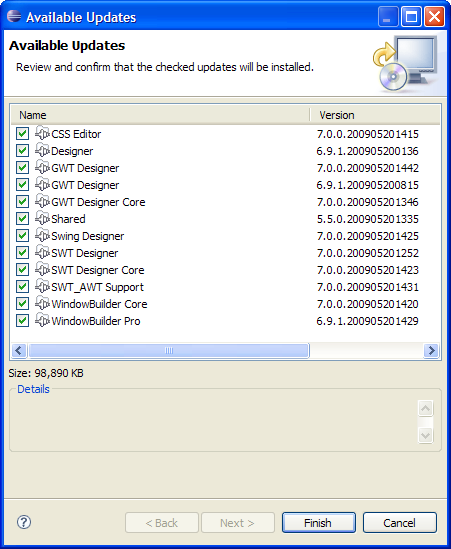 Available Updates
Available Updates
Review and confirm that the checked updates will be installed.
Name Version
CSS Editor 7.0.0.200905201415
Designer 6.9.1.200905200136
GWT Designer 7.0.0.200905201442
GWT Designer 6.9.1.200905200815
GWT Designer Core 7.0.0.200905201346
Shared 5.5.0.200905201335
Swing Designer 7.0.0.200905201425
SWT Designer 7.0.0.200905201252
SWT Designer Core 7.0.0.200905201423
SWT_AWT Support 7.0.0.200905201431
WindowBuilder Core 7.0.0.200905201420
WindowBuilder Pro 6.9.1.200905201429
Size: 98,890 KB
Details
? < Back Next > Finish Cancel